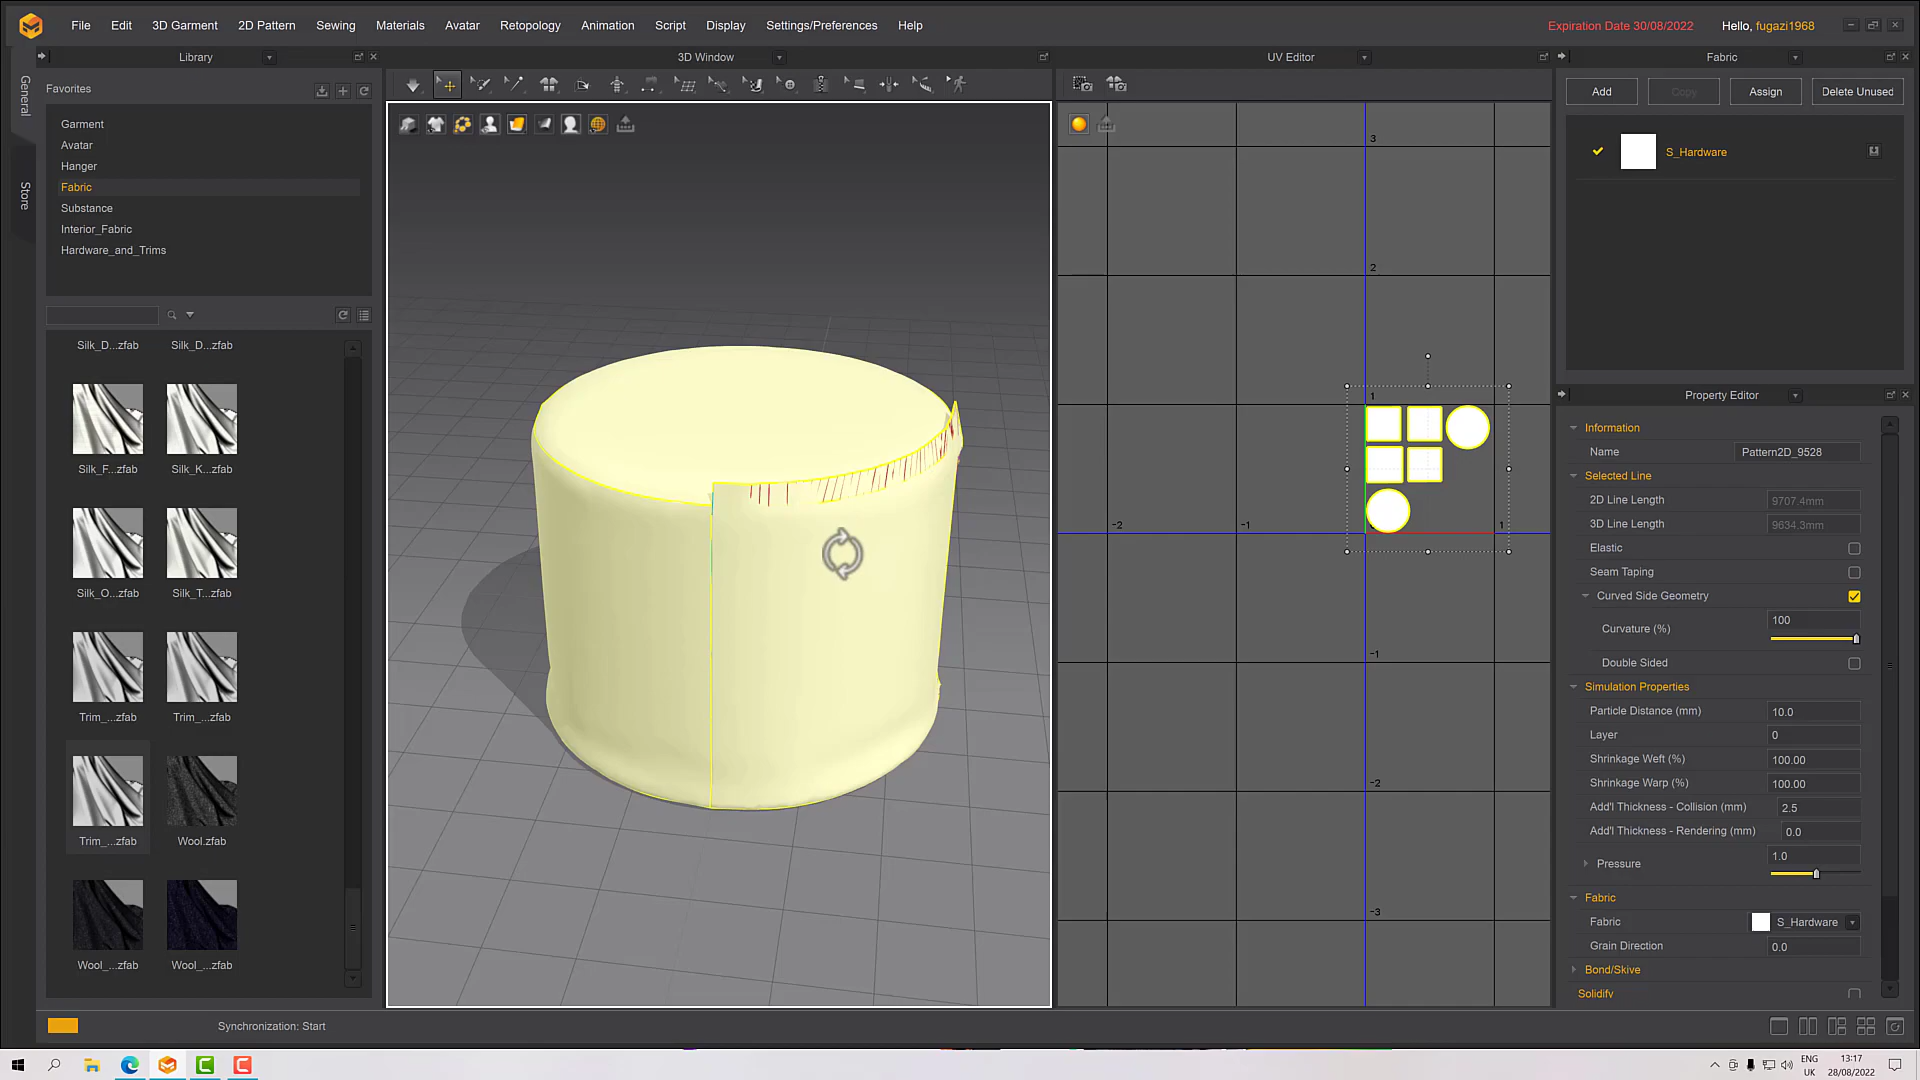 File Edit 3D Garment 2D Pattern Sewing Materials Avatar Retopology Animation Script Display Settings/Preferences Help
Expiration Date 30/08/2022 Hello, fugazi1968
Library 3D Window UV Editor Fabric
General
Store
Favorites
Garment
Avatar
Hanger
Fabric
Substance
Interior_Fabric
Hardware_and_Trims
Silk_D...zfab Silk_D...zfab
Silk_F...zfab Silk_K...zfab
Silk_O...zfab Silk_T...zfab
Trim_...zfab Trim_...zfab
Trim_...zfab Wool.zfab
Wool_...zfab Wool_...zfab
3
2
1
-2 -1 1
-1
-2
-3
Add Copy Assign Delete Unused
S_Hardware
Property Editor
Information
Name Pattern2D_9528
Selected Line
2D Line Length 9707.4mm
3D Line Length 9634.3mm
Elastic
Seam Taping
Curved Side Geometry
Curvature (%) 100
Double Sided
Simulation Properties
Particle Distance (mm) 10.0
Layer 0
Shrinkage Weft (%) 100.00
Shrinkage Warp (%) 100.00
Add'l Thickness - Collision (mm) 2.5
Add'l Thickness - Rendering (mm) 0.0
Pressure 1.0
Fabric
Fabric S_Hardware
Grain Direction 0.0
Bond/Skive
Solidify
Synchronization: Start
ENG
UK
13:17
28/08/2022